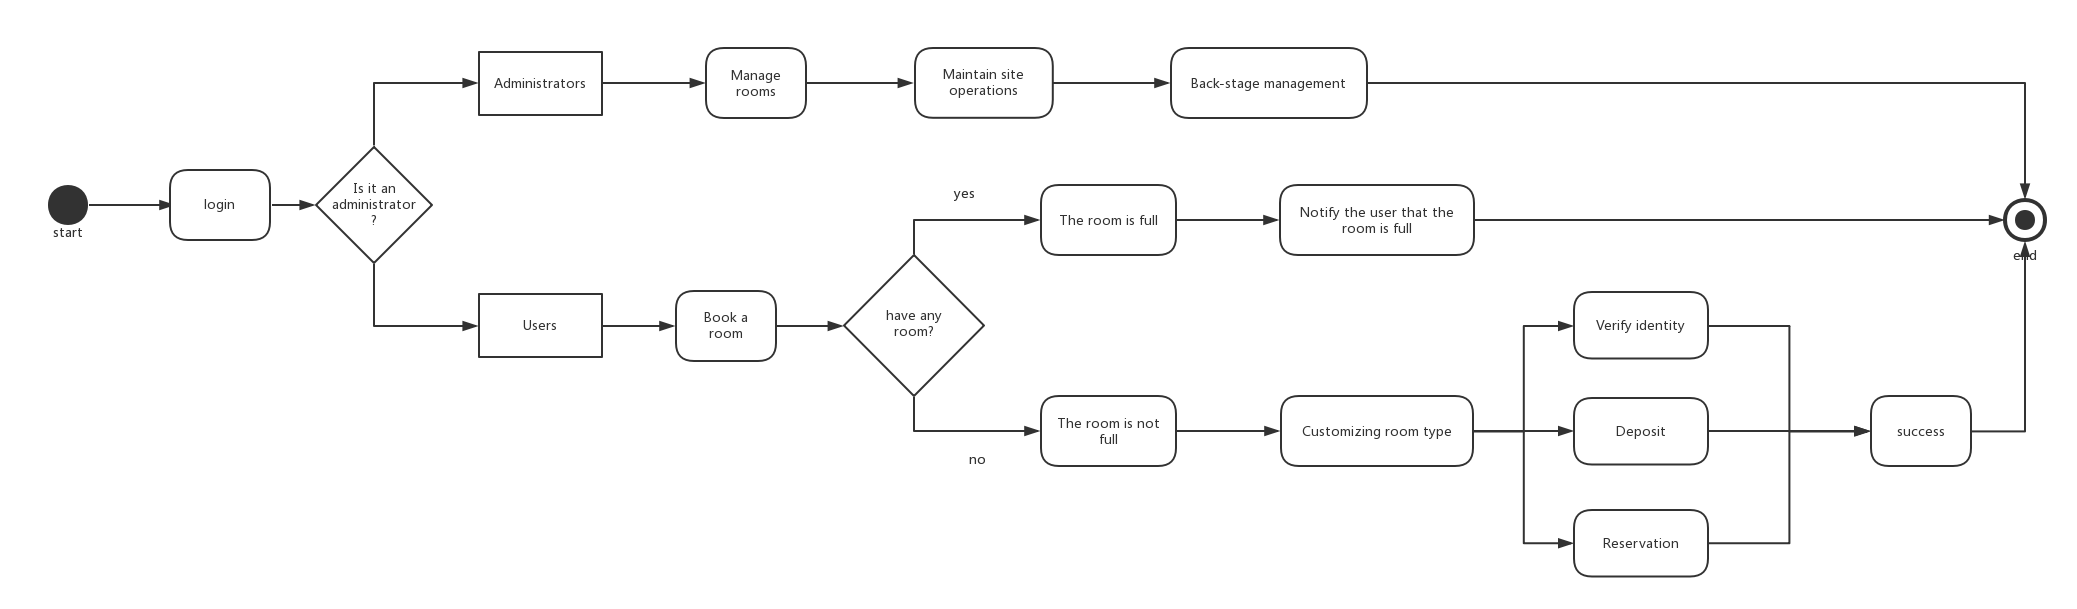 Administrators
Manage
rooms
Maintain site
operations
Back-stage management
start
login
Is it an
administrator
?
yes
The room is full
Notify the user that the
room is full
end
Users
Book a
room
have any
room?
no
The room is not
full
Customizing room type
Verify identity
Deposit
Reservation
success